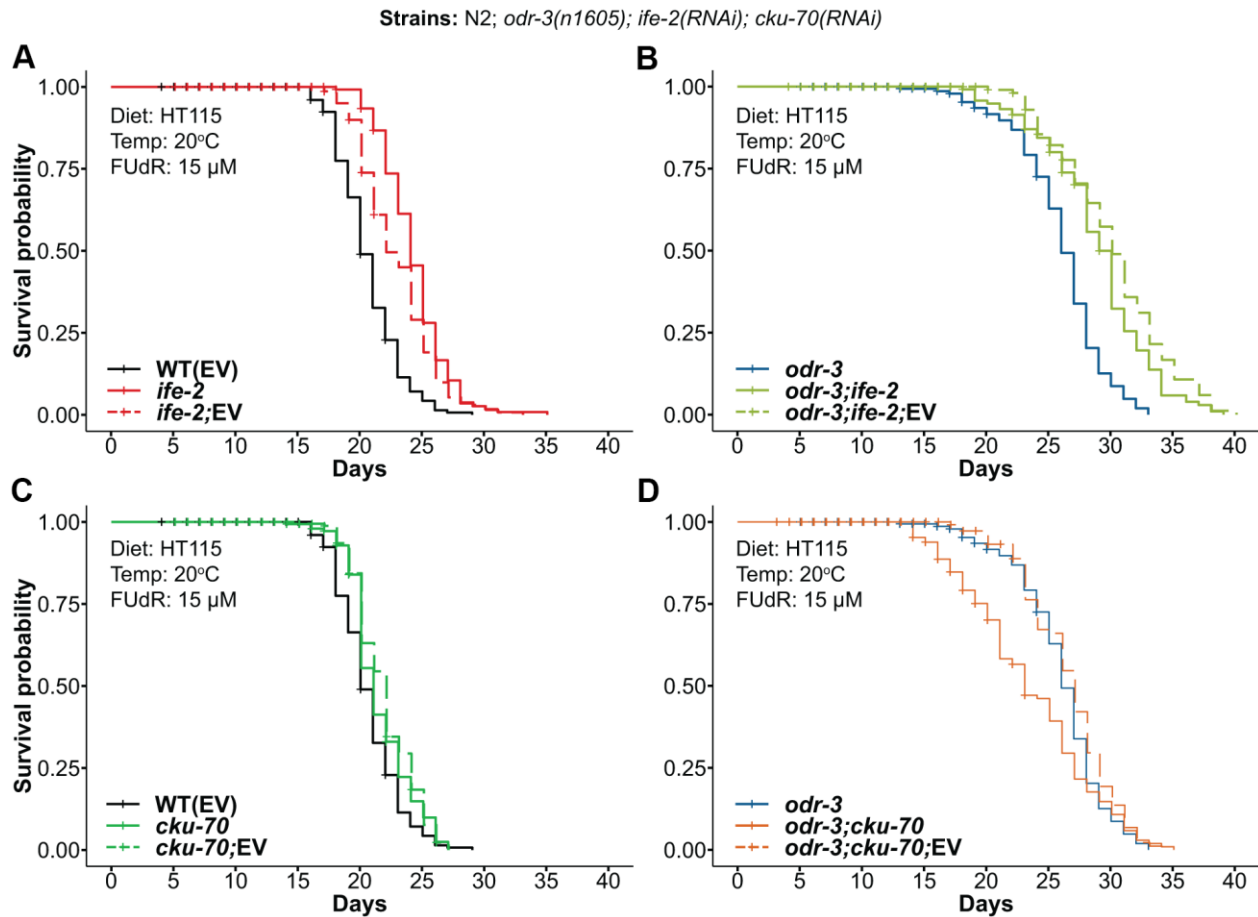 Strains: N2; odr-3(n1605); ife-2(RNAi); cku-70(RNAi)
A
Survival probability
1.00
0.75
0.50
0.25
0.00
Diet: HT115
Temp: 20°C
FUdR: 15 µM
WT(EV)
ife-2
ife-2;EV
0 5 10 15 20 25 30 35 40
Days
B
1.00
0.75
0.50
0.25
0.00
Diet: HT115
Temp: 20°C
FUdR: 15 µM
odr-3
odr-3;ife-2
odr-3;ife-2;EV
0 5 10 15 20 25 30 35 40
Days
C
Survival probability
1.00
0.75
0.50
0.25
0.00
Diet: HT115
Temp: 20°C
FUdR: 15 µM
WT(EV)
cku-70
cku-70;EV
0 5 10 15 20 25 30 35 40
Days
D
1.00
0.75
0.50
0.25
0.00
Diet: HT115
Temp: 20°C
FUdR: 15 µM
odr-3
odr-3;cku-70
odr-3;cku-70;EV
0 5 10 15 20 25 30 35 40
Days